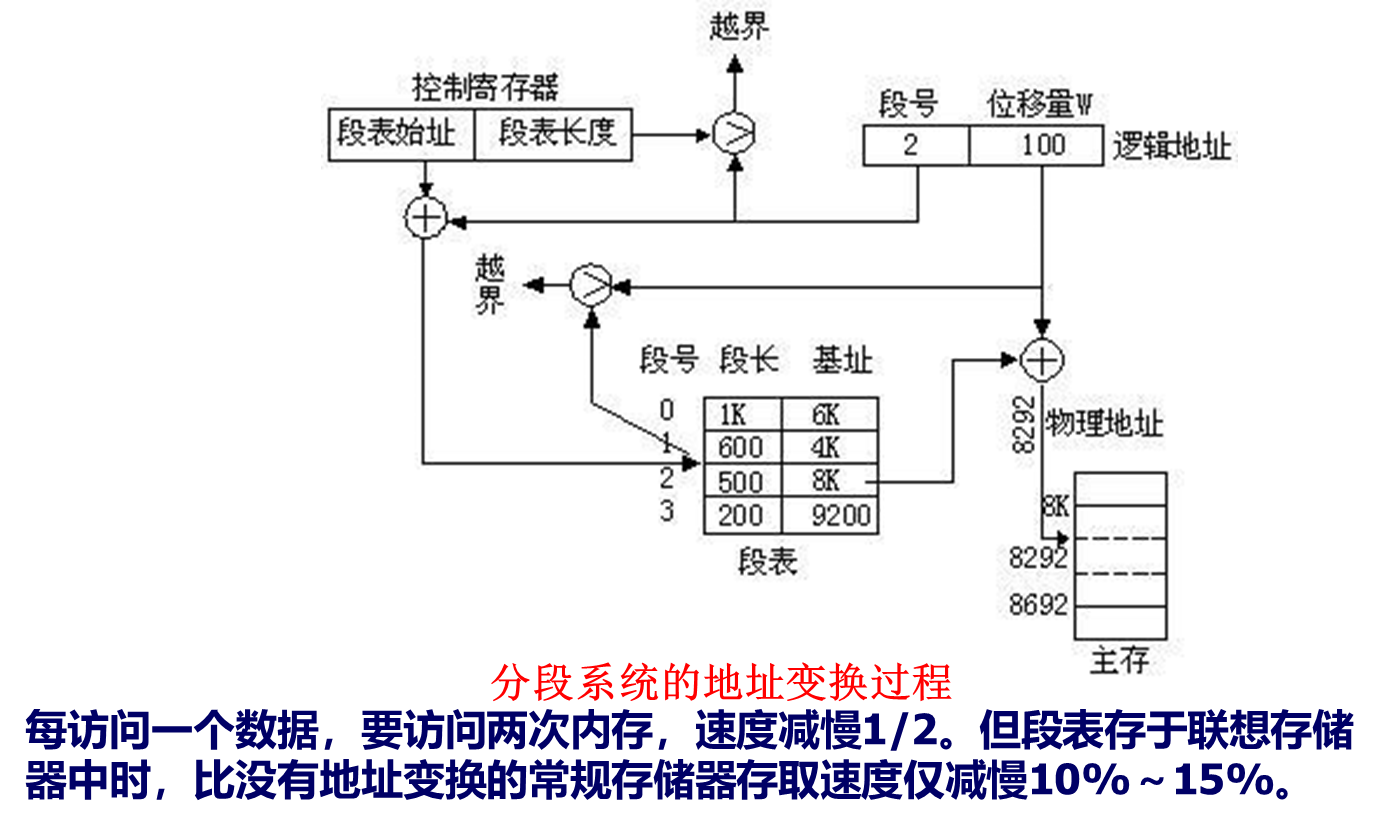 越界
控制寄存器
段表始址 段表长度
段号 位移量W
2 100 逻辑地址
越界
段号 段长 基址
0 1K 6K
1 600 4K
2 500 8K
3 200 9200
段表
8292
物理地址
8K
8292
8692
主存
分段系统的地址变换过程
每访问一个数据，要访问两次内存，速度减慢1/2。但段表存于联想存储
器中时，比没有地址变换的常规存储器存取速度仅减慢10%～15%。